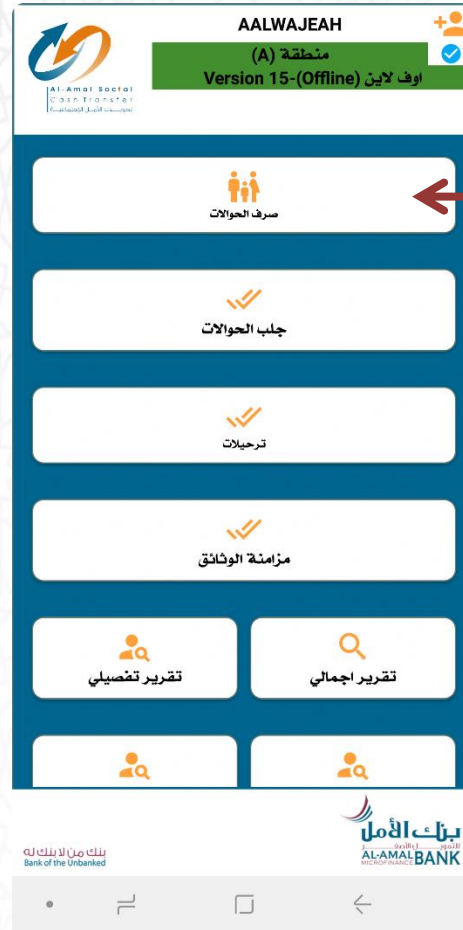 AALWAJEAH
منطقة (A)
اوف لاين Version 15-(Offline)
Al-Amal Social
Cash Transfer
صرف الحوالات
جلب الحوالات
ترحيلات
مزامنة الوثائق
تقرير اجمالي
تقرير تفصيلي
بنك الأمل
للتمويل الأصغر
AL-AMAL BANK
MICROFINANCE
بنك من لا بنك له
Bank of the Unbanked